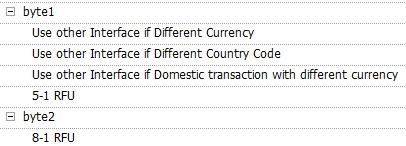 byte1
Use other Interface if Different Currency
Use other Interface if Different Country Code
Use other Interface if Domestic transaction with different currency
5-1 RFU
byte2
8-1 RFU